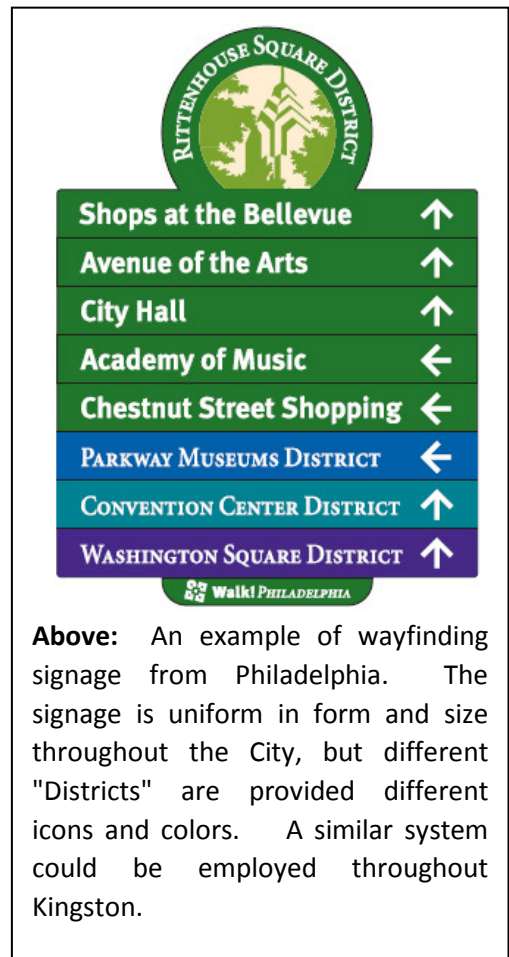 RITTENHOUSE SQUARE DISTRICT
Shops at the Bellevue ↑
Avenue of the Arts ↑
City Hall ↑
Academy of Music ←
Chestnut Street Shopping ←
PARKWAY MUSEUMS DISTRICT ←
CONVENTION CENTER DISTRICT ↑
WASHINGTON SQUARE DISTRICT ↑
Walk! PHILADELPHIA
Above: An example of wayfinding
signage from Philadelphia. The
signage is uniform in form and size
throughout the City, but different
"Districts" are provided different
icons and colors. A similar system
could be employed throughout
Kingston.